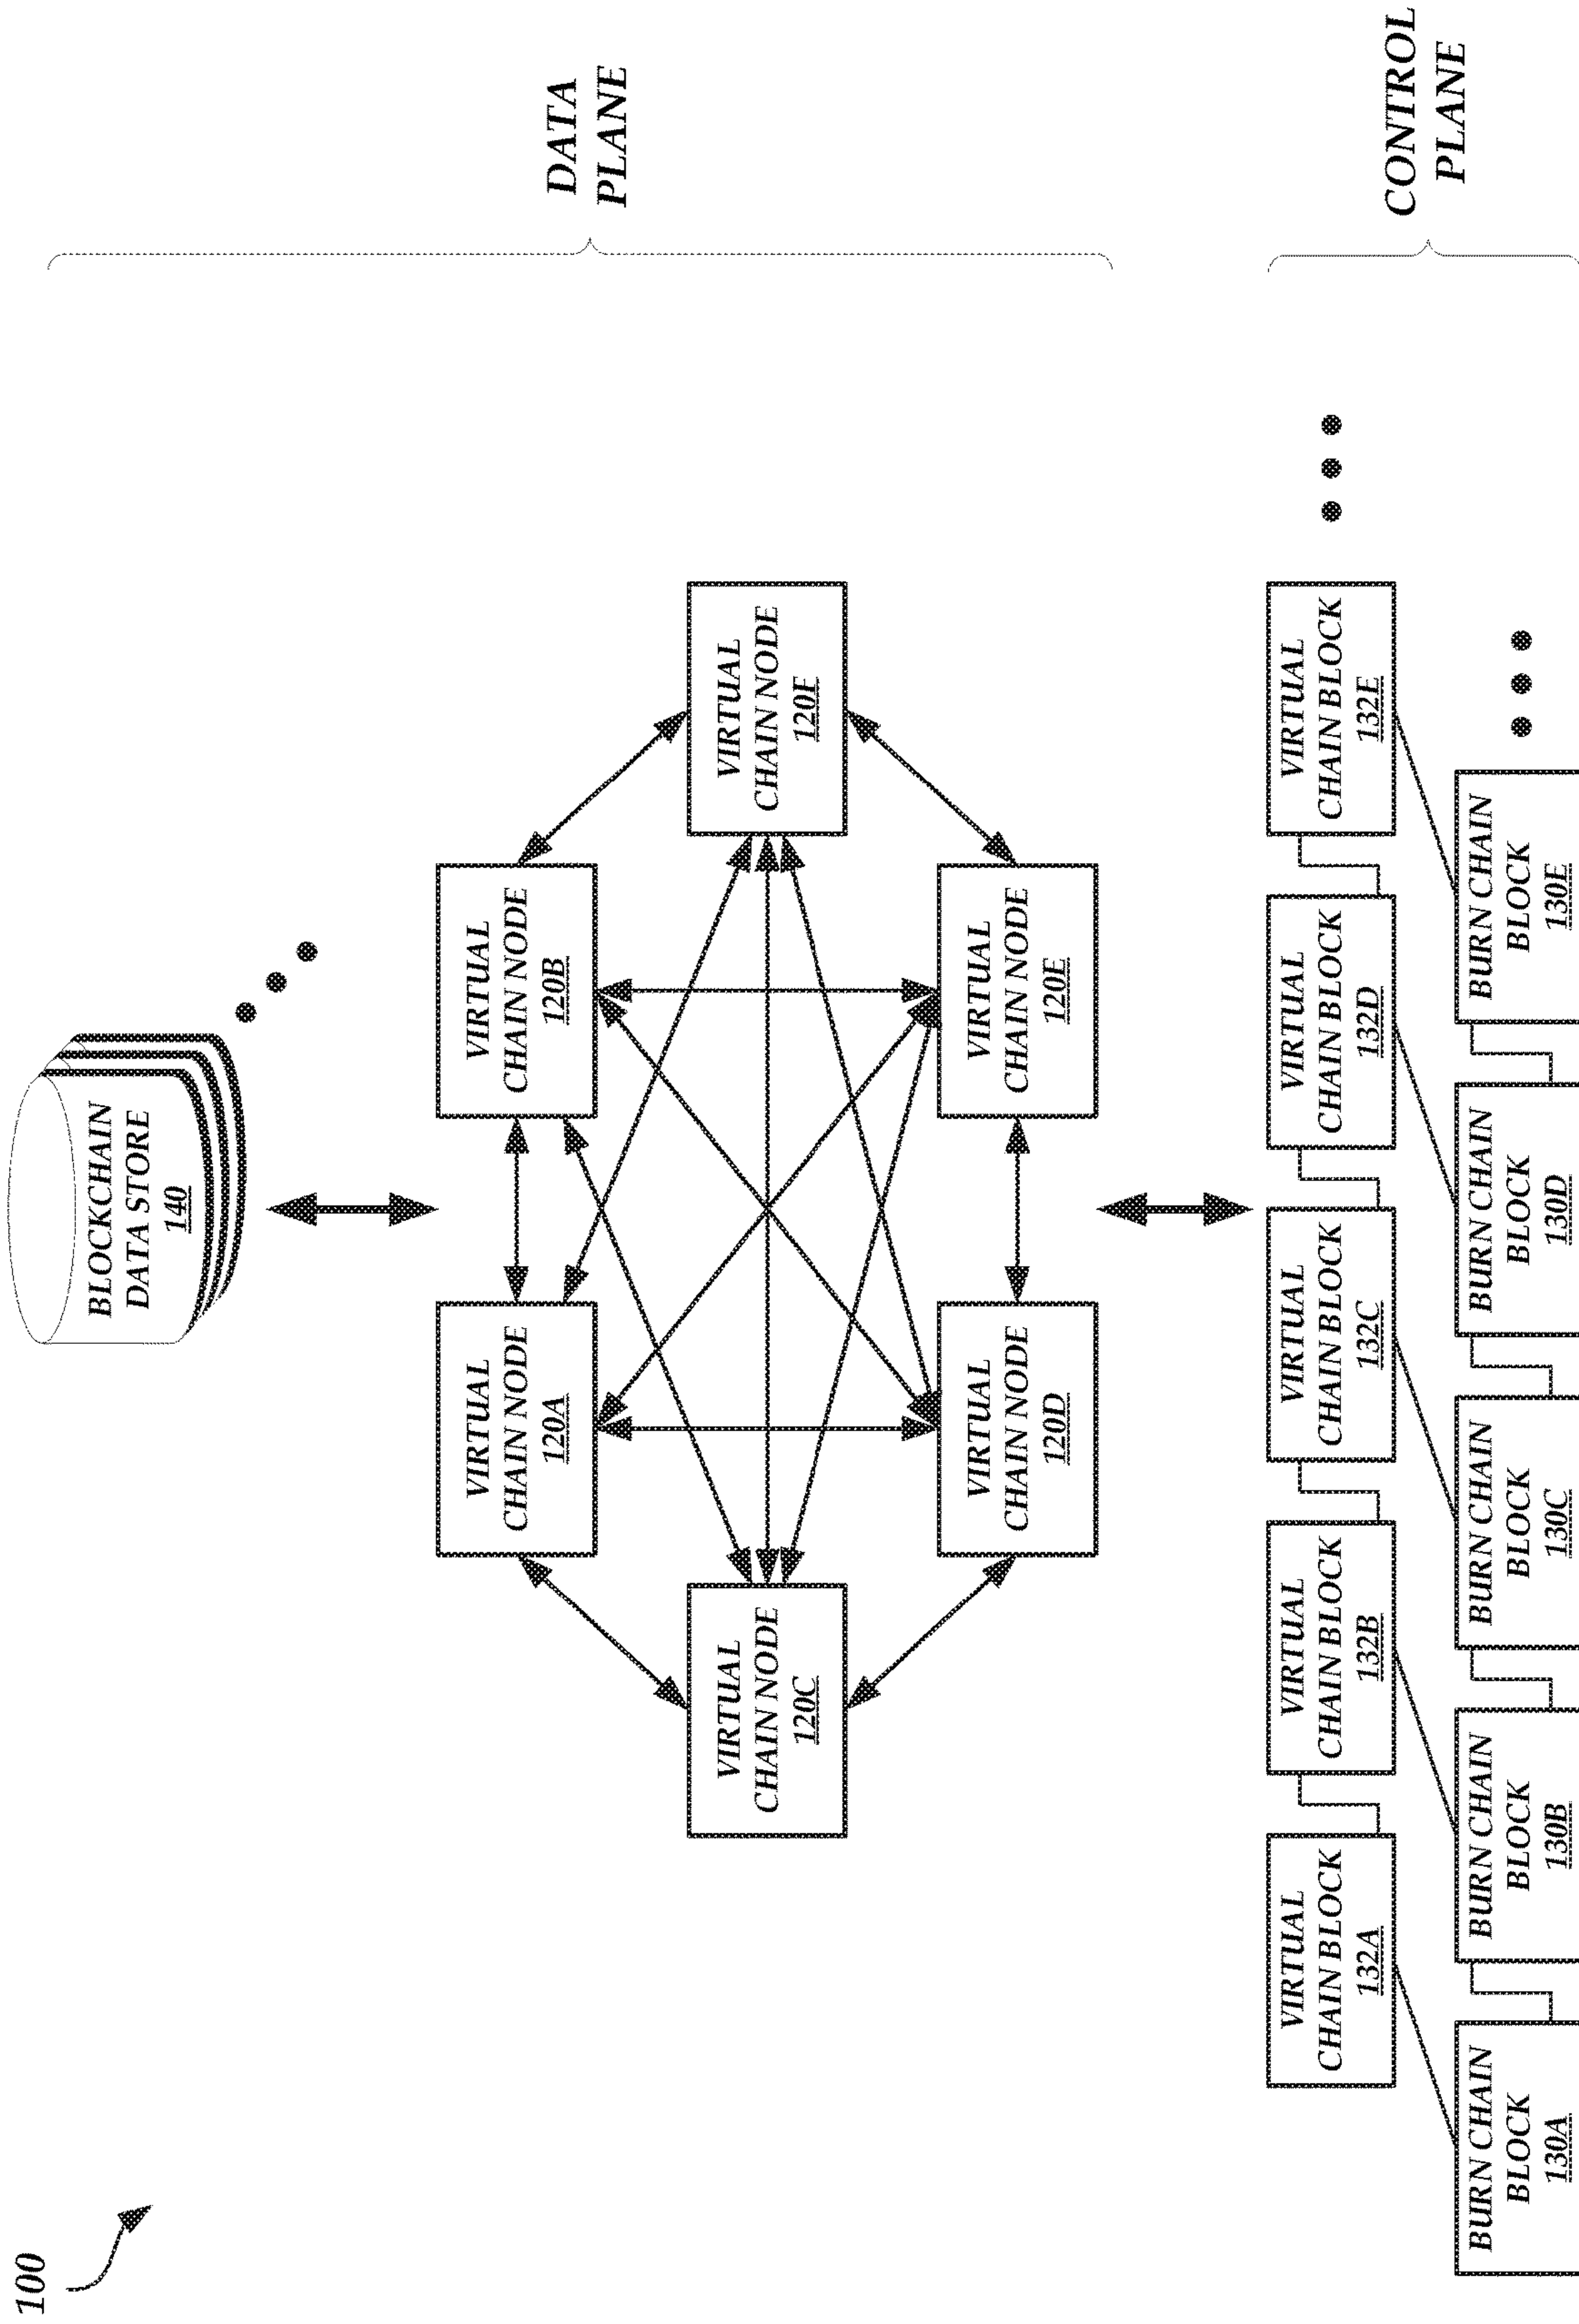 100
BLOCKCHAIN
DATA STORE
140
DATA
PLANE
VIRTUAL
CHAIN NODE
120A
VIRTUAL
CHAIN NODE
120B
VIRTUAL
CHAIN NODE
120C
VIRTUAL
CHAIN NODE
120F
VIRTUAL
CHAIN NODE
120D
VIRTUAL
CHAIN NODE
120E
CONTROL
PLANE
VIRTUAL
CHAIN BLOCK
132A
VIRTUAL
CHAIN BLOCK
132B
VIRTUAL
CHAIN BLOCK
132C
VIRTUAL
CHAIN BLOCK
132D
VIRTUAL
CHAIN BLOCK
132E
BURN CHAIN
BLOCK
130A
BURN CHAIN
BLOCK
130B
BURN CHAIN
BLOCK
130C
BURN CHAIN
BLOCK
130D
BURN CHAIN
BLOCK
130E